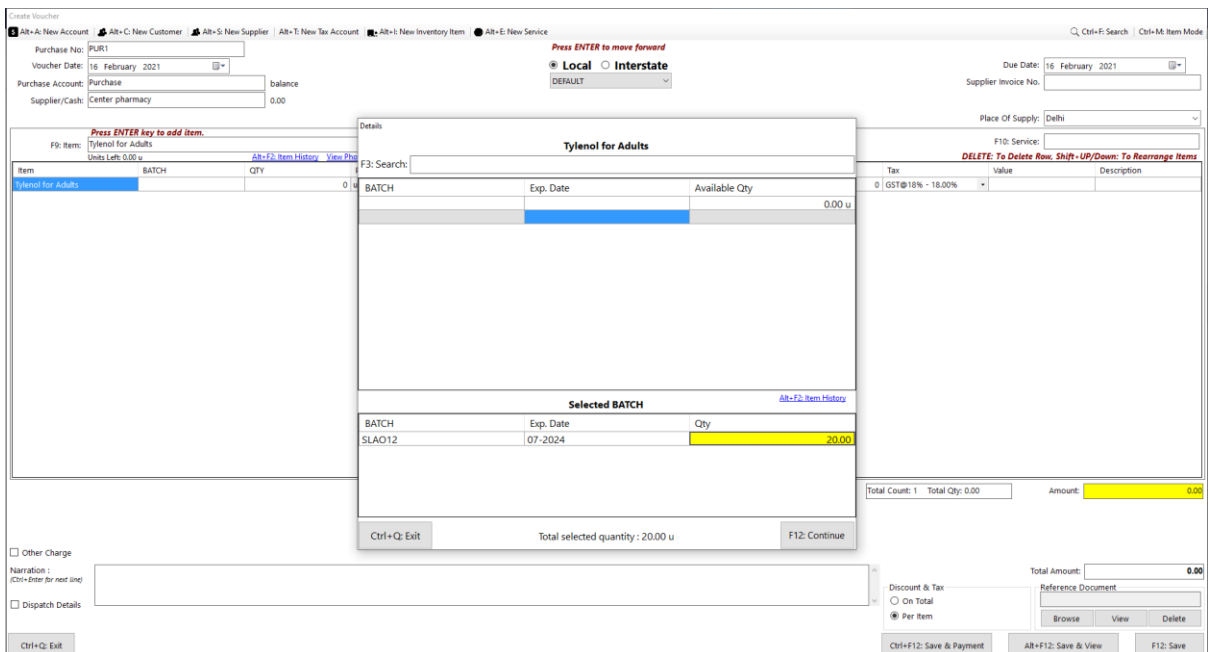 Create Voucher
S Alt+A: New Account Alt+C: New Customer Alt+S: New Supplier Alt+T: New Tax Account Alt+I: New Inventory Item Alt+E: New Service Ctrl+F: Search Ctrl+M: Item Mode
Purchase No: PUR1 Press ENTER to move forward
Voucher Date: 16 February 2021 Local Interstate Due Date: 16 February 2021
Purchase Account: Purchase balance DEFAULT Supplier Invoice No.
Supplier/Cash: Center pharmacy 0.00
Place Of Supply: Delhi
Press ENTER key to add item.
F9: Item: Tylenol for Adults F10: Service:
Units Left: 0.00 u Alt+F2: Item History View Pho DELETE: To Delete Row, Shift+UP/Down: To Rearrange Items
Item BATCH QTY Tax Value Description
Tylenol for Adults 0 u 0 GST@18% - 18.00%
Details
Tylenol for Adults
F3: Search:
BATCH Exp. Date Available Qty
0.00 u
Alt+F2: Item History
Selected BATCH
BATCH Exp. Date Qty
SLAO12 07-2024 20.00
Ctrl+Q: Exit Total selected quantity : 20.00 u F12: Continue
Total Count: 1 Total Qty: 0.00 Amount: 0.00
Other Charge
Narration :
(Ctrl+Enter for next line)
Total Amount: 0.00
Dispatch Details
Discount & Tax
On Total
Per Item
Reference Document
Browse View Delete
Ctrl+Q: Exit Ctrl+F12: Save & Payment Alt+F12: Save & View F12: Save